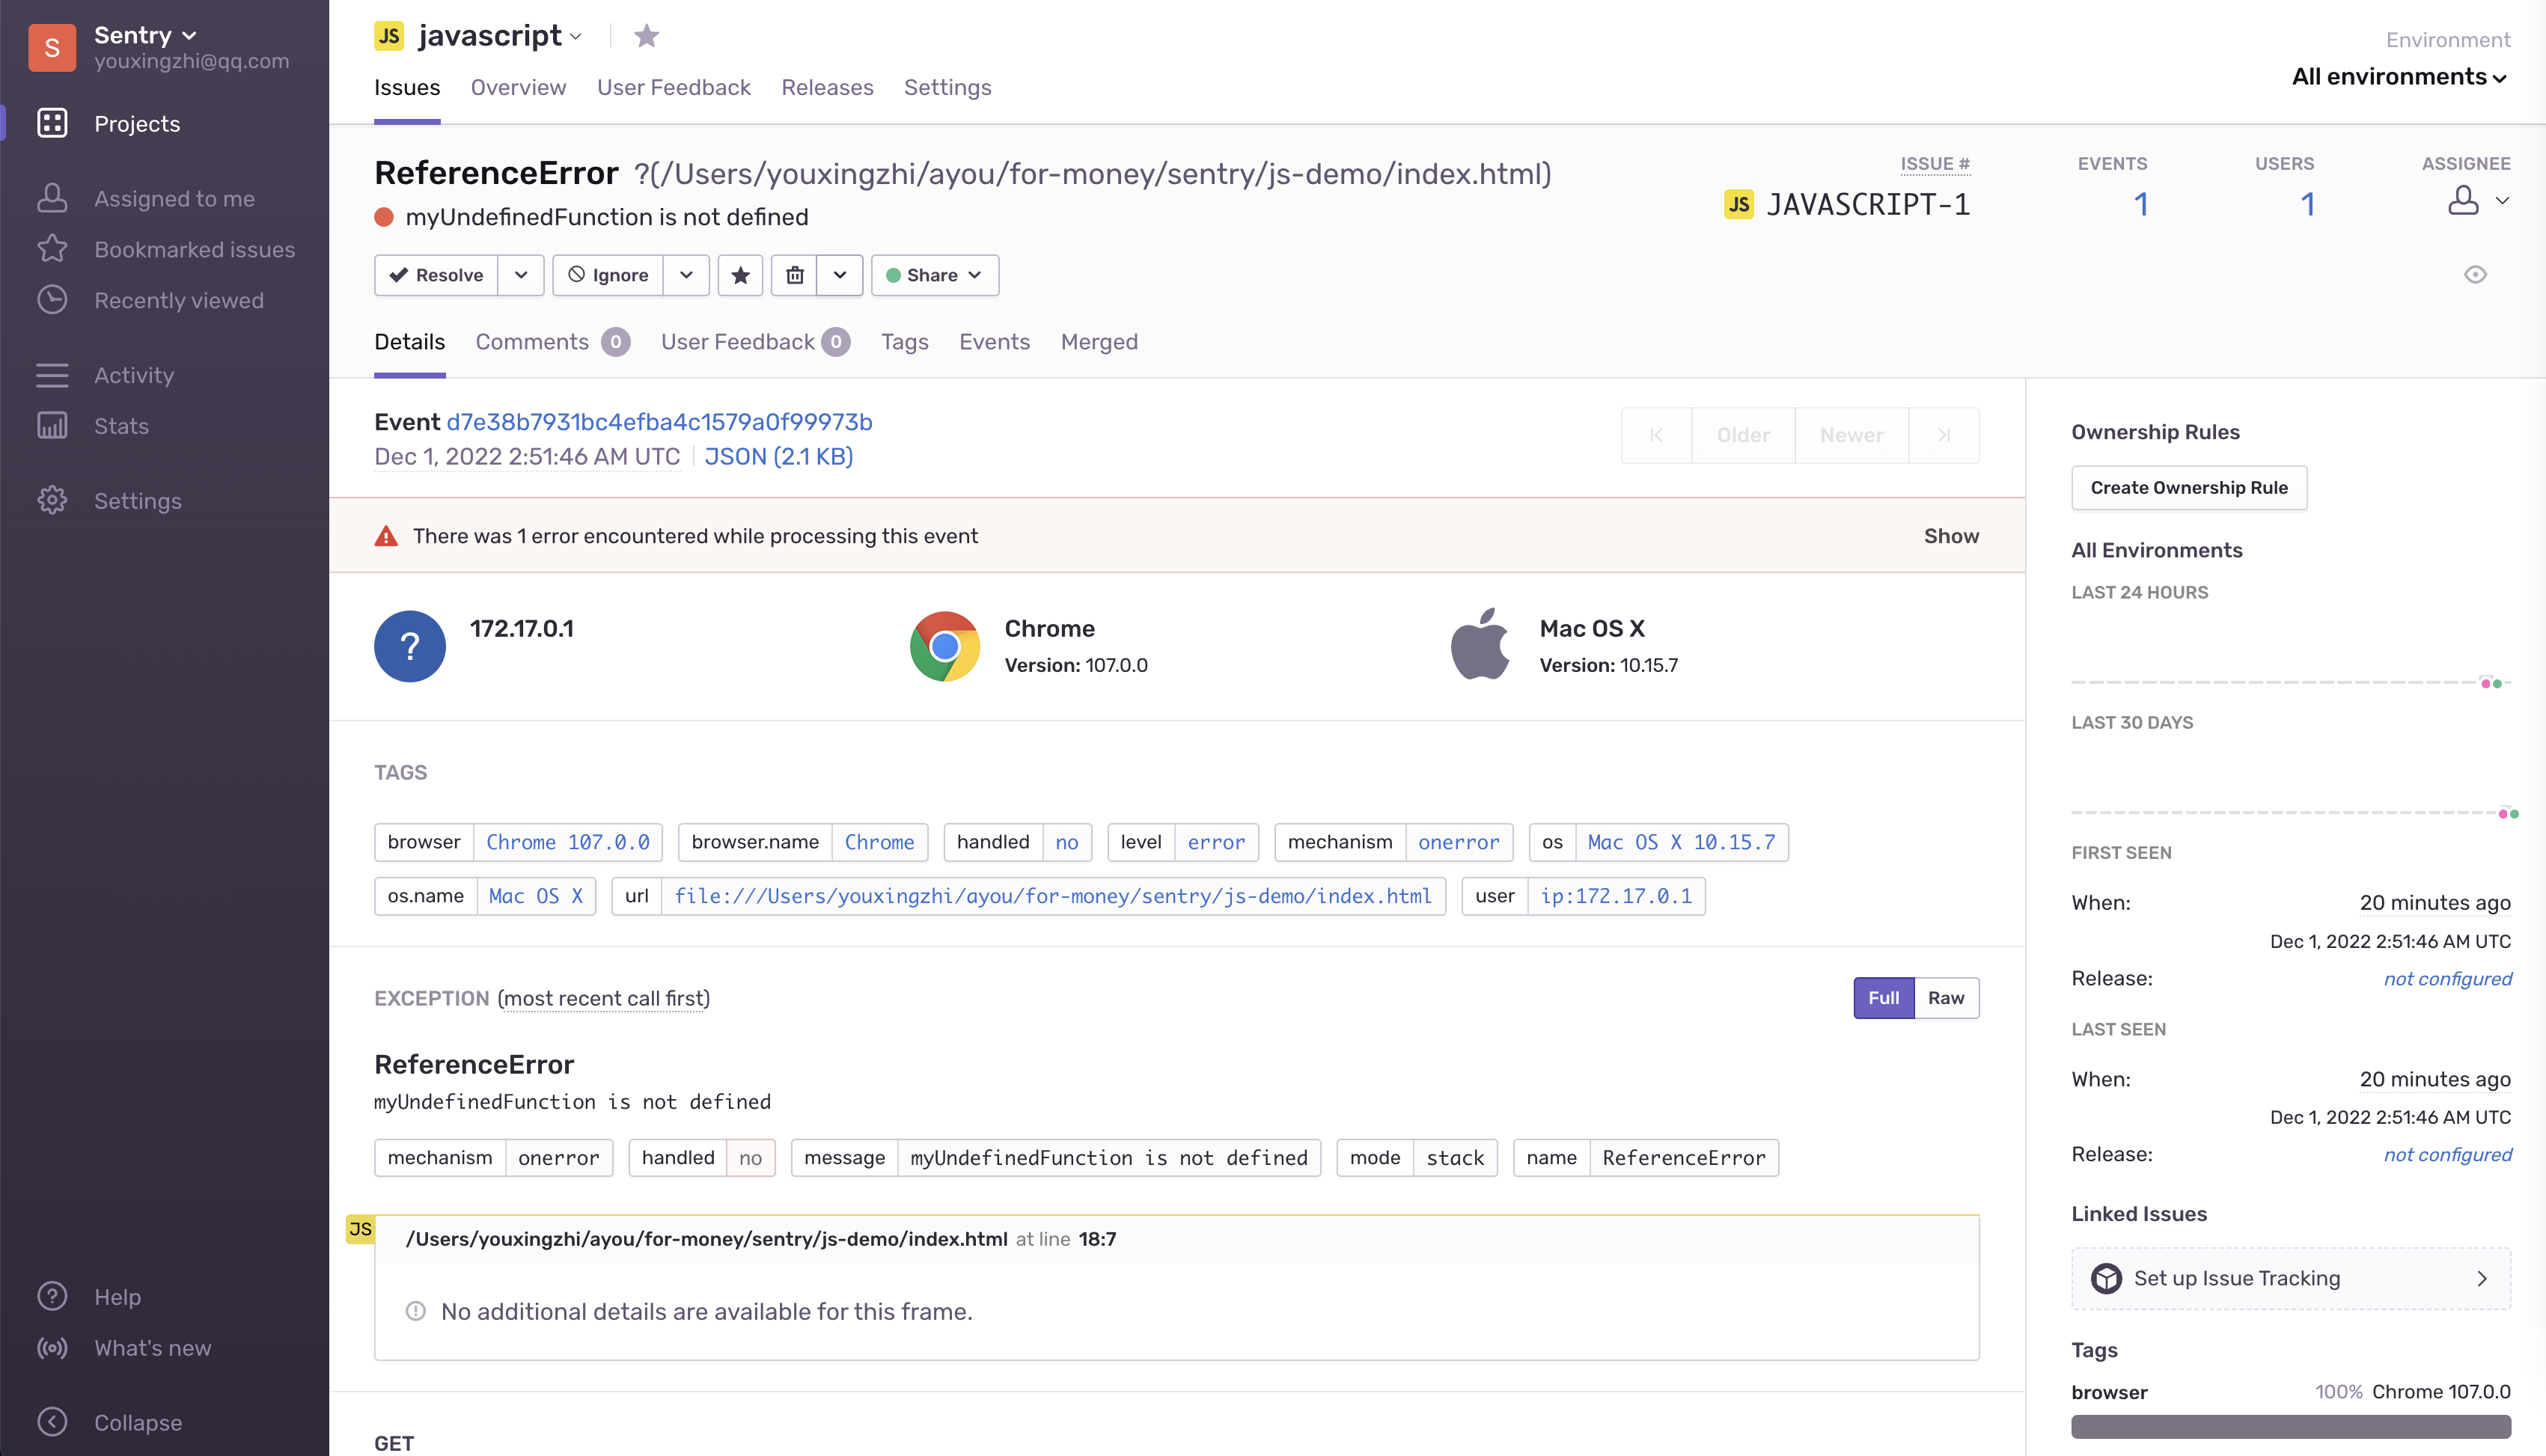 S
Sentry
youxingzhi@qq.com
Projects
Assigned to me
Bookmarked issues
Recently viewed
Activity
Stats
Settings
Help
What's new
Collapse
JS javascript
Issues Overview User Feedback Releases Settings
Environment
All environments
ReferenceError ?(/Users/youxingzhi/ayou/for-money/sentry/js-demo/index.html)
myUndefinedFunction is not defined
ISSUE # EVENTS USERS ASSIGNEE
JS JAVASCRIPT-1 1 1
Resolve Ignore Share
Details Comments 0 User Feedback 0 Tags Events Merged
Event d7e38b7931bc4efba4c1579a0f99973b
Dec 1, 2022 2:51:46 AM UTC JSON (2.1 KB)
Older Newer
There was 1 error encountered while processing this event Show
? 172.17.0.1
Chrome
Version: 107.0.0
Mac OS X
Version: 10.15.7
TAGS
browser Chrome 107.0.0 browser.name Chrome handled no level error mechanism onerror os Mac OS X 10.15.7
os.name Mac OS X url file:///Users/youxingzhi/ayou/for-money/sentry/js-demo/index.html user ip:172.17.0.1
EXCEPTION (most recent call first) Full Raw
ReferenceError
myUndefinedFunction is not defined
mechanism onerror handled no message myUndefinedFunction is not defined mode stack name ReferenceError
JS /Users/youxingzhi/ayou/for-money/sentry/js-demo/index.html at line 18:7
No additional details are available for this frame.
GET
Ownership Rules
Create Ownership Rule
All Environments
LAST 24 HOURS
LAST 30 DAYS
FIRST SEEN
When: 20 minutes ago
Dec 1, 2022 2:51:46 AM UTC
Release: not configured
LAST SEEN
When: 20 minutes ago
Dec 1, 2022 2:51:46 AM UTC
Release: not configured
Linked Issues
Set up Issue Tracking
Tags
browser 100% Chrome 107.0.0